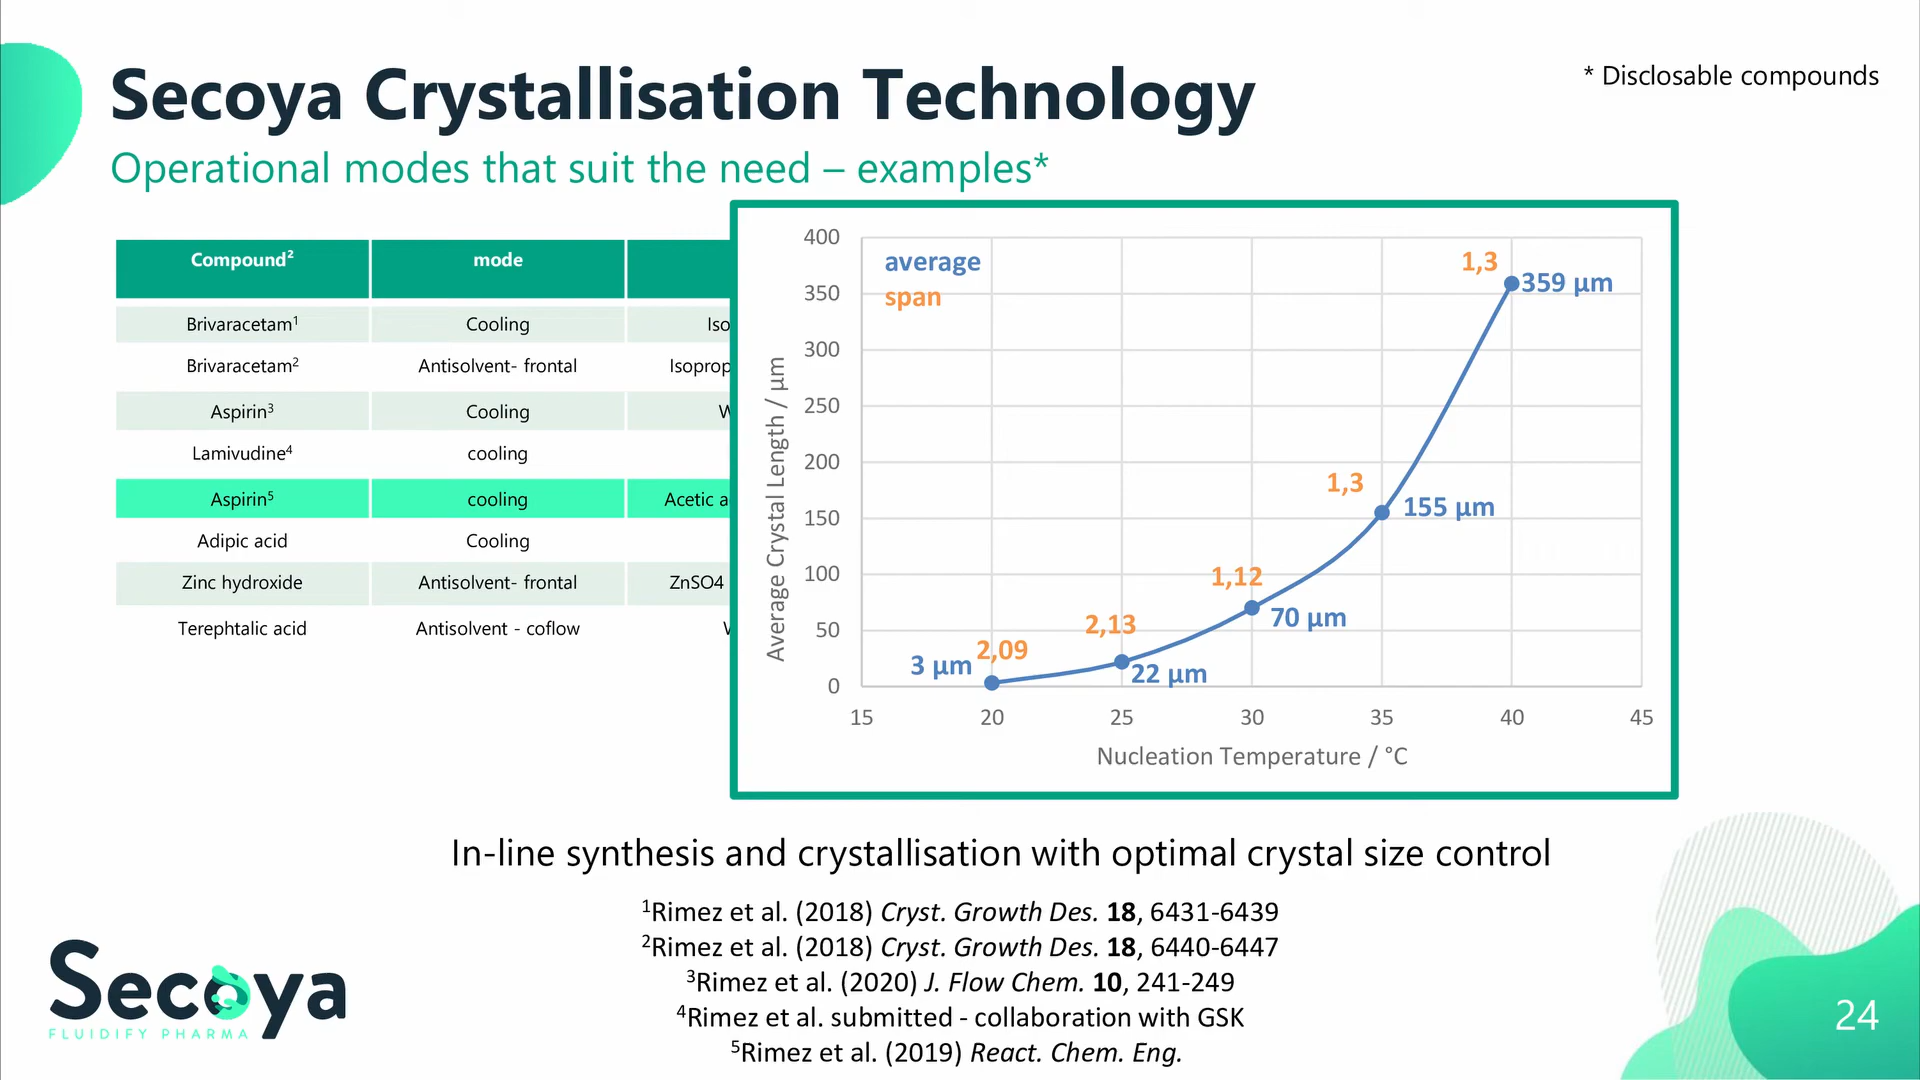 Secoya Crystallisation Technology
* Disclosable compounds
Operational modes that suit the need – examples*
Compound² mode
Brivaracetam¹ Cooling Iso
Brivaracetam² Antisolvent- frontal Isoprop
Aspirin³ Cooling W
Lamivudine⁴ cooling
Aspirin⁵ cooling Acetic a
Adipic acid Cooling
Zinc hydroxide Antisolvent- frontal ZnSO4
Terephtalic acid Antisolvent - coflow
average
span
400
350
300
250
200
150
100
50
0
Average Crystal Length / µm
1,3
359 µm
1,3
155 µm
1,12
70 µm
2,13
22 µm
2,09
3 µm
15 20 25 30 35 40 45
Nucleation Temperature / °C
In-line synthesis and crystallisation with optimal crystal size control
¹Rimez et al. (2018) Cryst. Growth Des. 18, 6431-6439
²Rimez et al. (2018) Cryst. Growth Des. 18, 6440-6447
³Rimez et al. (2020) J. Flow Chem. 10, 241-249
⁴Rimez et al. submitted - collaboration with GSK
⁵Rimez et al. (2019) React. Chem. Eng.
Secoya
FLUIDIFY PHARMA
24